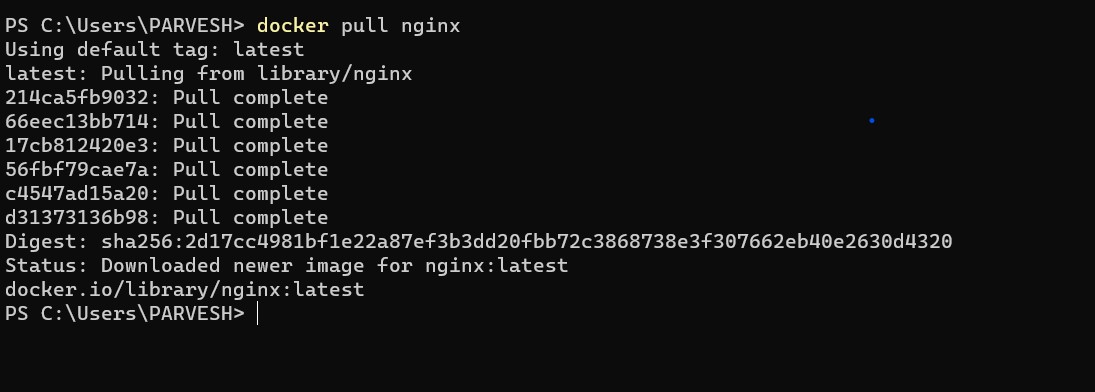 PS C:\Users\PARVESH> docker pull nginx
Using default tag: latest
latest: Pulling from library/nginx
214ca5fb9032: Pull complete
66eec13bb714: Pull complete
17cb812420e3: Pull complete
56fbf79cae7a: Pull complete
c4547ad15a20: Pull complete
d31373136b98: Pull complete
Digest: sha256:2d17cc4981bf1e22a87ef3b3dd20fbb72c3868738e3f307662eb40e2630d4320
Status: Downloaded newer image for nginx:latest
docker.io/library/nginx:latest
PS C:\Users\PARVESH>